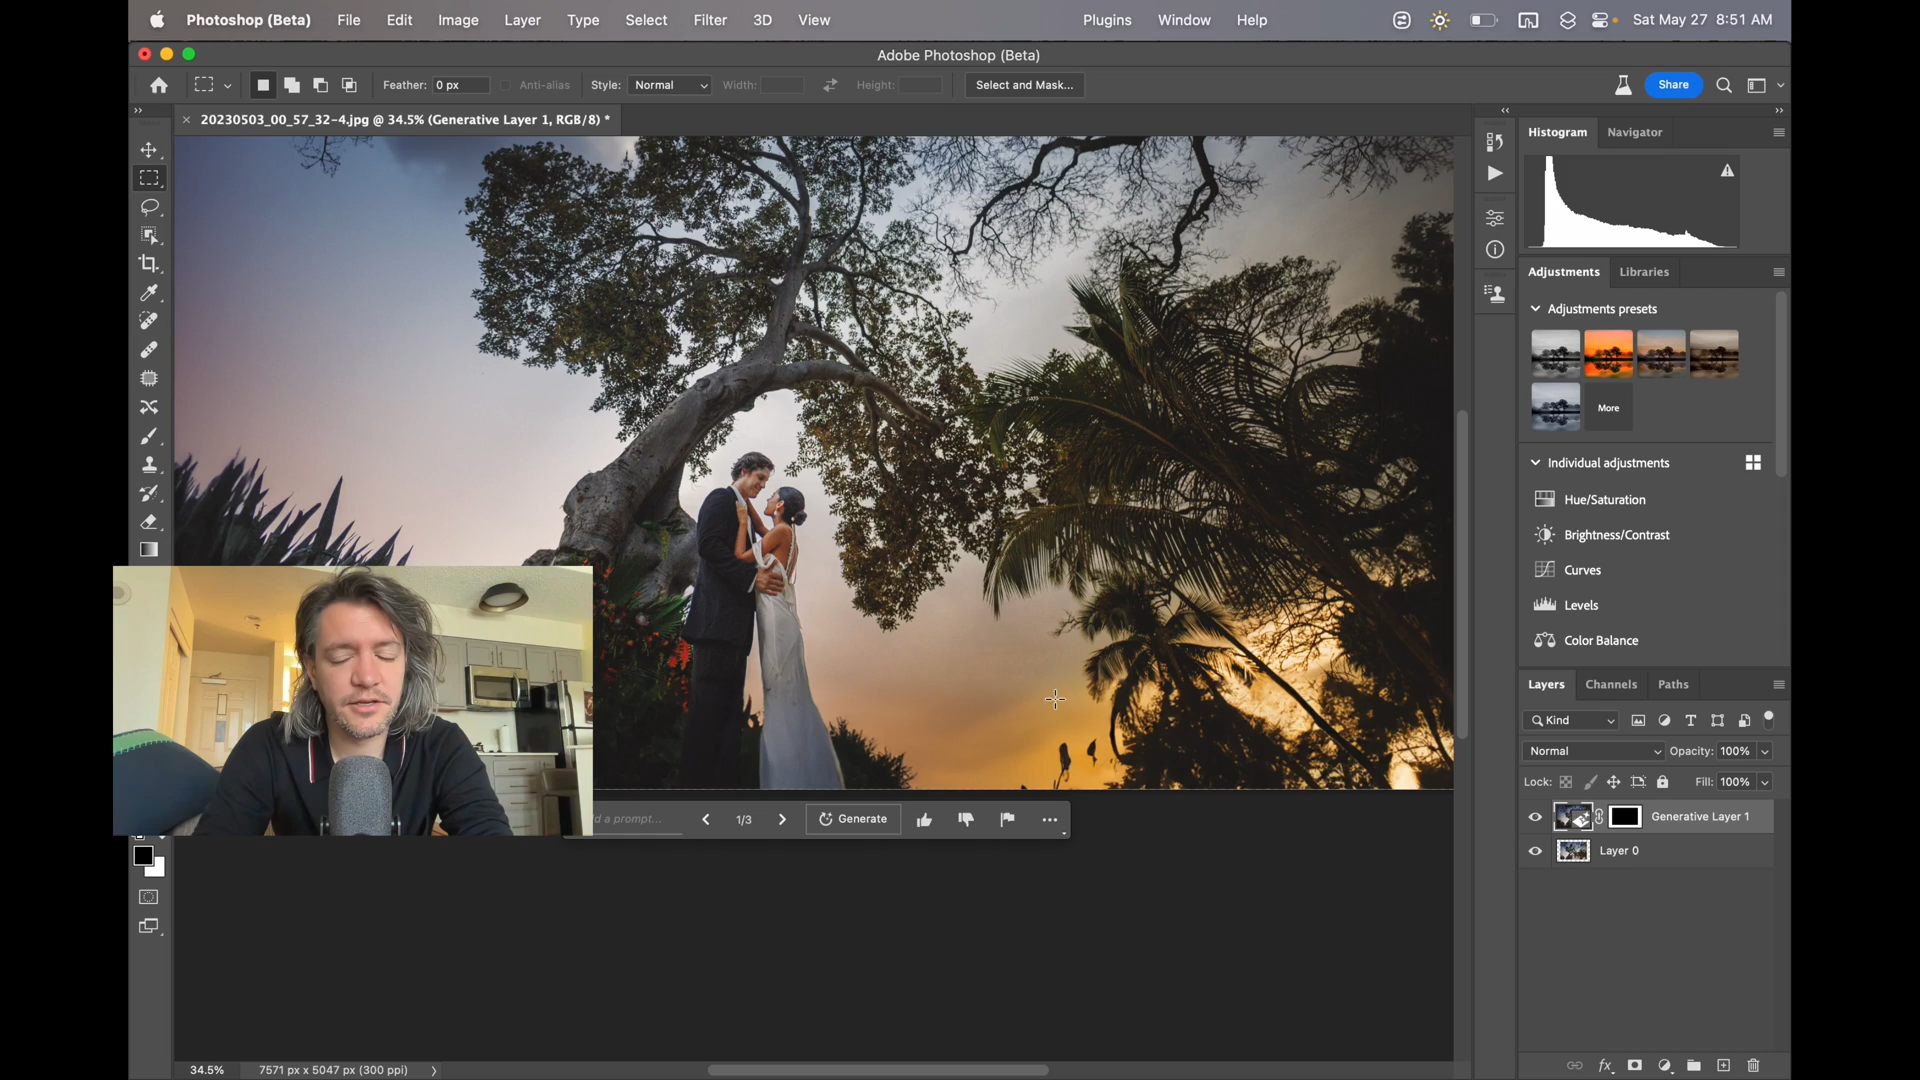 Photoshop (Beta) File Edit Image Layer Type Select Filter 3D View Plugins Window Help Sat May 27 8:51 AM
Adobe Photoshop (Beta)
Feather: 0 px Anti-alias Style: Normal Width: Height: Select and Mask... Share
20230503_00_57_32-4.jpg @ 34.5% (Generative Layer 1, RGB/8) *
Histogram Navigator
Adjustments Libraries
Adjustments presets
More
Individual adjustments
Hue/Saturation
Brightness/Contrast
Curves
Levels
Color Balance
Layers Channels Paths
Kind
Normal Opacity: 100%
Lock: Fill: 100%
Generative Layer 1
Layer 0
a prompt... 1/3 Generate
34.5% 7571 px x 5047 px (300 ppi)